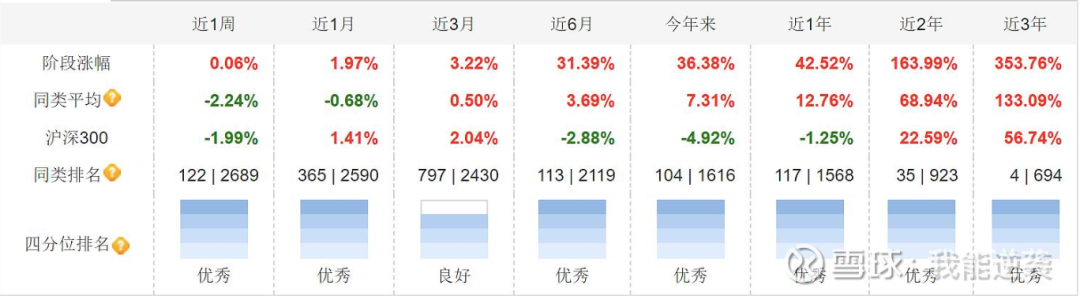 近1周 近1月 近3月 近6月 今年来 近1年 近2年 近3年
阶段涨幅 0.06% 1.97% 3.22% 31.39% 36.38% 42.52% 163.99% 353.76%
同类平均? -2.24% -0.68% 0.50% 3.69% 7.31% 12.76% 68.94% 133.09%
沪深300 -1.99% 1.41% 2.04% -2.88% -4.92% -1.25% 22.59% 56.74%
同类排名? 122 | 2689 365 | 2590 797 | 2430 113 | 2119 104 | 1616 117 | 1568 35 | 923 4 | 694
四分位排名?
优秀 优秀 良好 优秀 优秀 优秀 优秀 优秀
雪球:我能逆袭